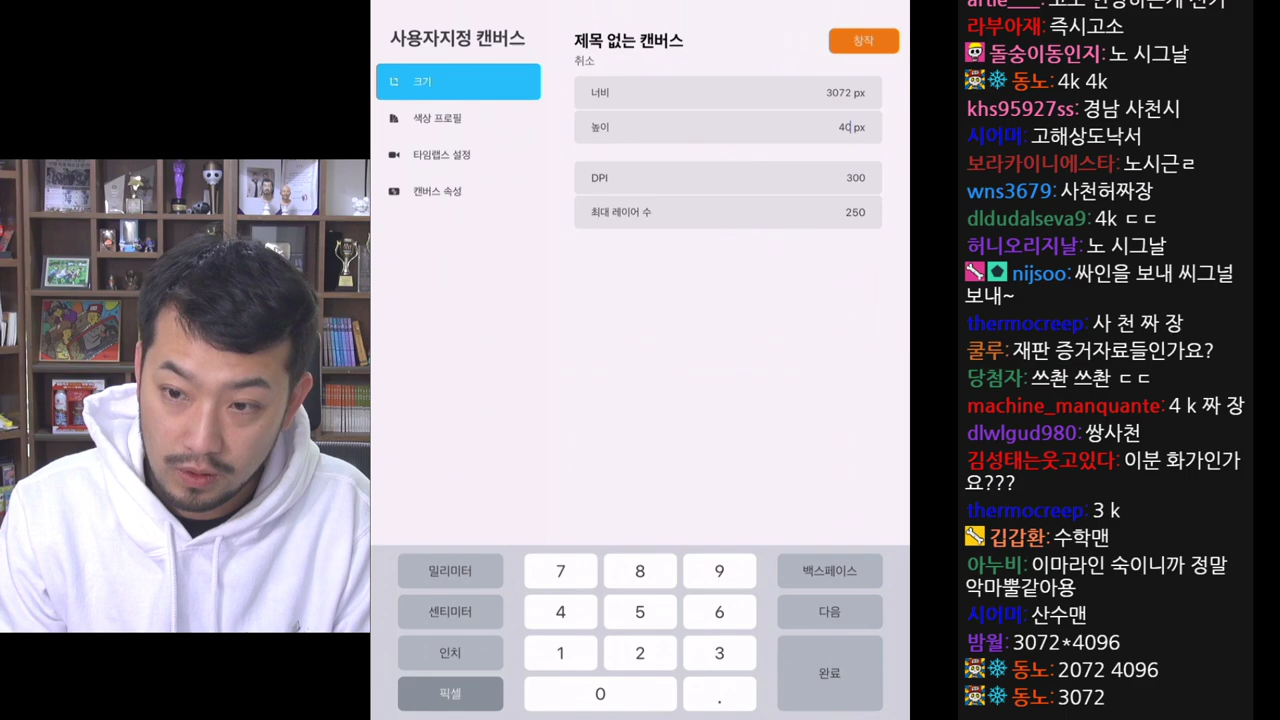 사용자지정 캔버스
크기
색상 프로필
타임랩스 설정
캔버스 속성
제목 없는 캔버스
창작
취소
너비 3072 px
높이 40 px
DPI 300
최대 레이어 수 250
밀리미터 7 8 9 백스페이스
센티미터 4 5 6 다음
인치 1 2 3 완료
픽셀 0 .
라부아재: 즉시고소
돌숭이동인지: 노 시그날
동노: 4k 4k
khs95927ss: 경남 사천시
시어미: 고해상도낙서
보라카이니에스타: 노시근ㄹ
wns3679: 사천허짜장
dldudalseva9: 4k ㄷㄷ
허니오리지날: 노 시그날
nijsoo: 싸인을 보내 씨그널
보내~
thermocreep: 사 천 짜 장
쿨루: 재판 증거자료들인가요?
당첨자: 쓰촨 쓰촨 ㄷㄷ
machine_manquante: 4 k 짜 장
dlwlgud980: 쌍사천
김성태는웃고있다: 이분 화가인가
요???
thermocreep: 3 k
김갑환: 수학맨
아누비: 이마라인 숙이니까 정말
악마뿔같아용
시어미: 산수맨
밤월: 3072*4096
동노: 2072 4096
동노: 3072